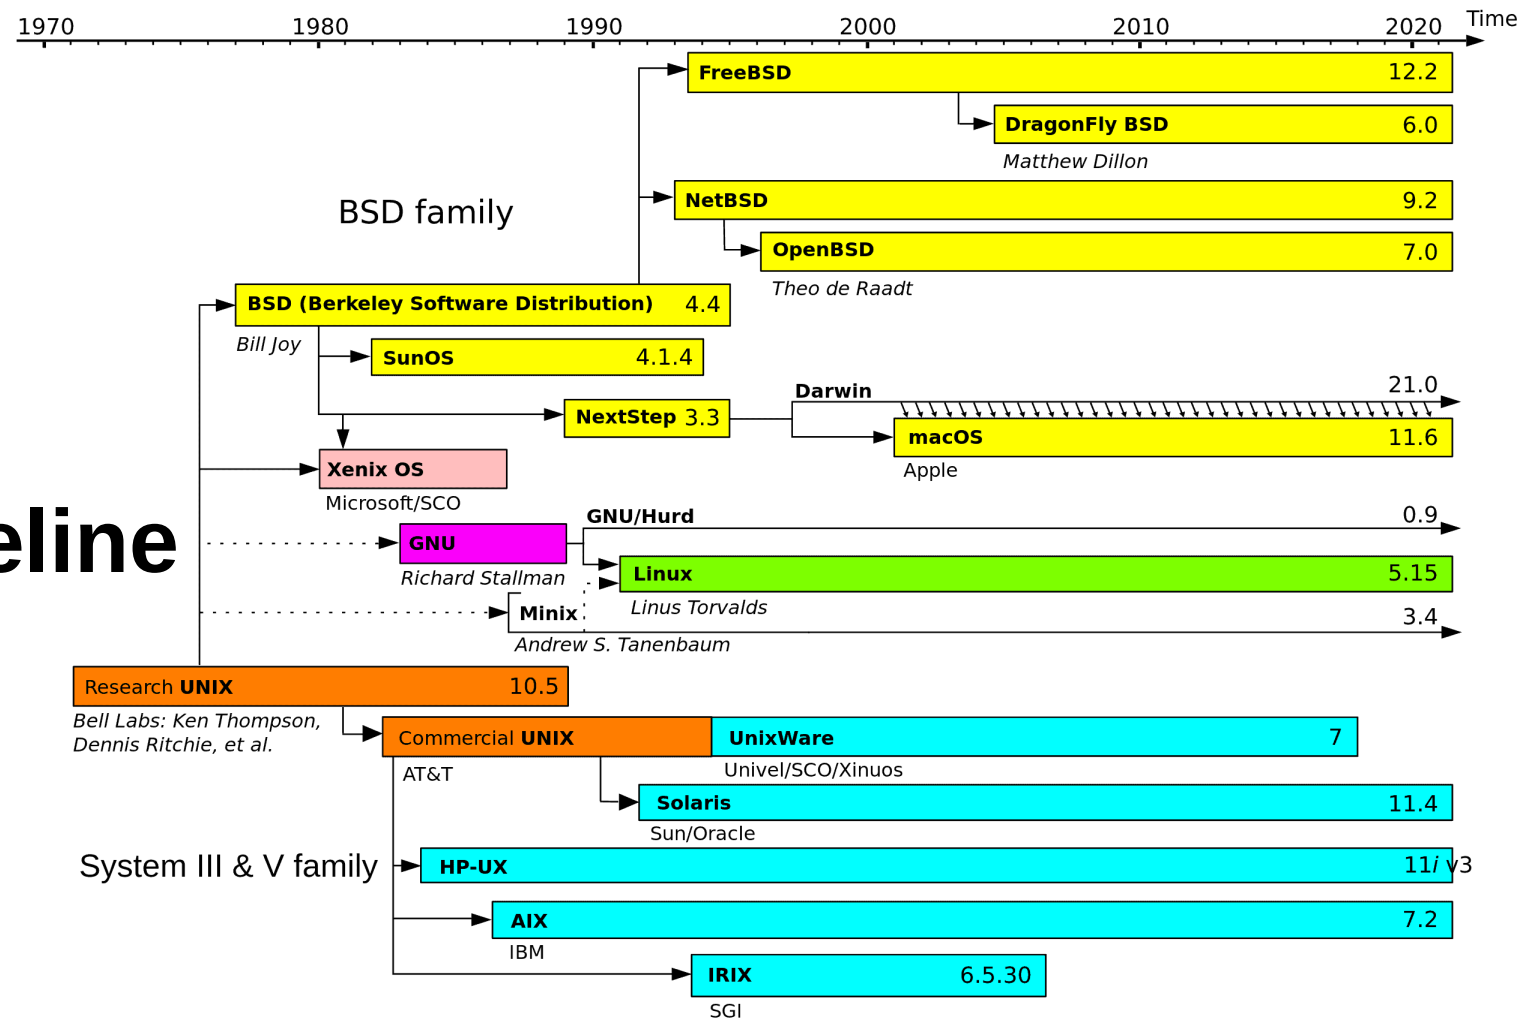 1970 1980 1990 2000 2010 2020 Time
FreeBSD 12.2
DragonFly BSD 6.0
Matthew Dillon
BSD family
NetBSD 9.2
OpenBSD 7.0
Theo de Raadt
BSD (Berkeley Software Distribution) 4.4
Bill Joy
SunOS 4.1.4
Darwin 21.0
NextStep 3.3
macOS 11.6
Apple
Xenix OS
Microsoft/SCO
eline
GNU/Hurd 0.9
GNU
Richard Stallman
Linux 5.15
Linus Torvalds
Minix 3.4
Andrew S. Tanenbaum
Research UNIX 10.5
Bell Labs: Ken Thompson,
Dennis Ritchie, et al.
Commercial UNIX
AT&T
UnixWare 7
Univel/SCO/Xinuos
Solaris 11.4
Sun/Oracle
System III & V family
HP-UX 11i v3
AIX 7.2
IBM
IRIX 6.5.30
SGI